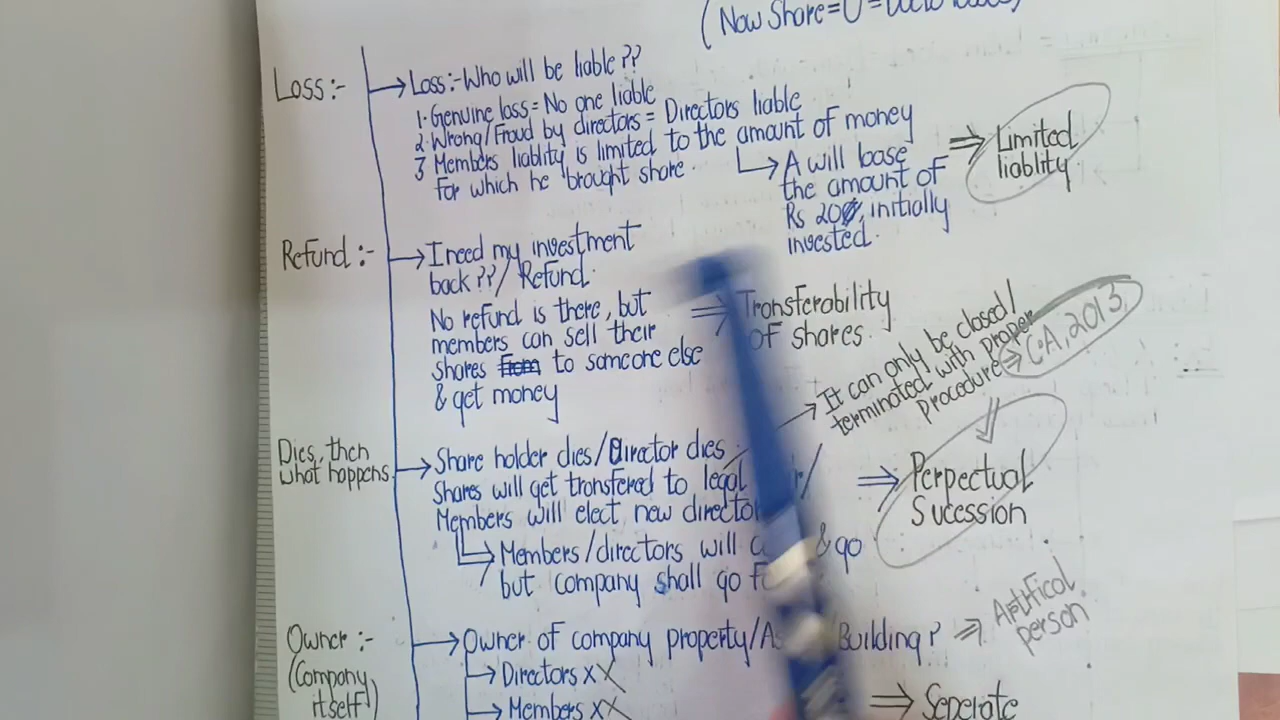 (Now Share=0=
Loss:-
Loss:-Who will be liable??
1. Genuine loss= No one liable
2. Wrong/Fraud by directors = Directors liable
3 Members liablity is limited to the amount of money
for which he brought share.
A will loose
the amount of
Rs 200, initially
invested.
⇒ Limited
lioblity
Refund:-
I need my investment
back??/Refund.
No refund is there, but
members can sell their
shares from to someone else
& get money
⇒ Transferability
of shares.
Dies, then
what happens.
Share holder dies/Director dies
Shares will get transfered to legal
Members will elect new director
Members/directors will & go
but company shall go
It can only be closed/
terminated with proper
procedure ⇒ C.A, 2013,
⇒ Perpectual
Sucession
Owner:-
(Company
itself)
Owner of company property/ Building? ⇒ Artifical
person
Directors xX
Members xX
⇒ Seperate